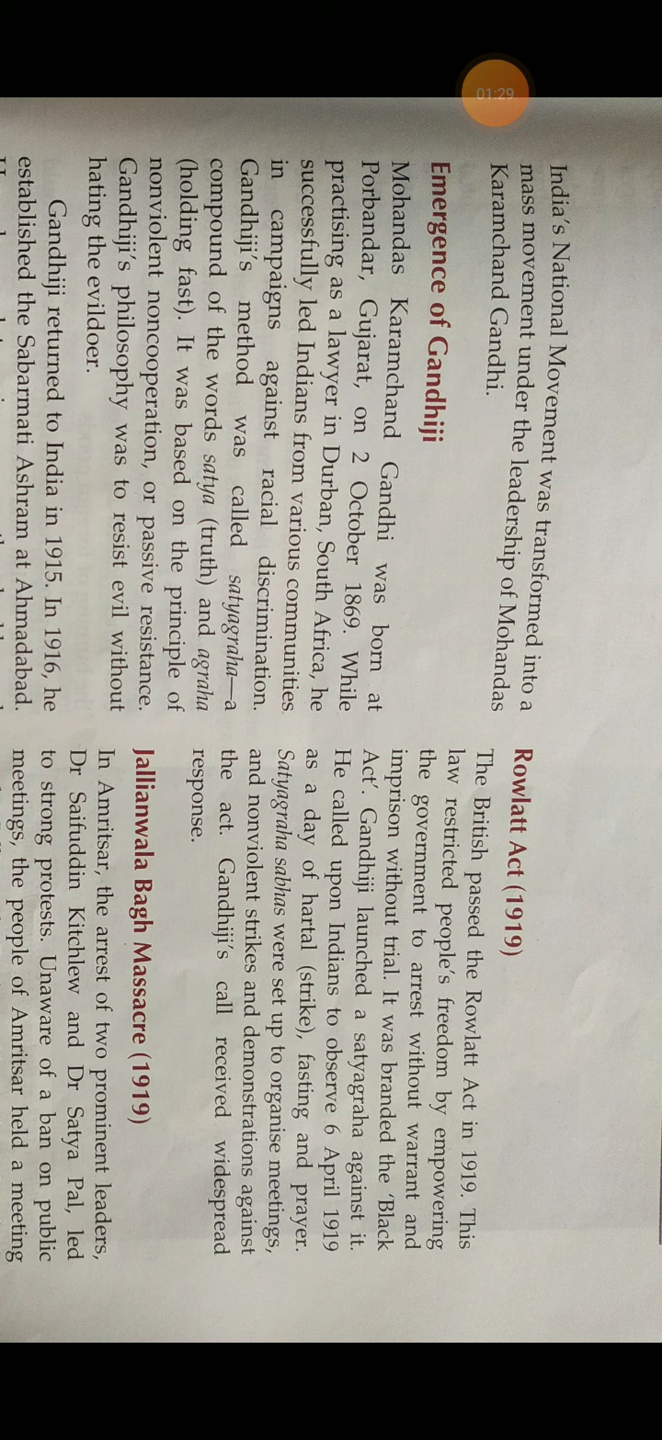 01:29
India's National Movement was transformed into a
mass movement under the leadership of Mohandas
Karamchand Gandhi.
Emergence of Gandhiji
Mohandas Karamchand Gandhi was born at
Porbandar, Gujarat, on 2 October 1869. While
practising as a lawyer in Durban, South Africa, he
successfully led Indians from various communities
in campaigns against racial discrimination.
Gandhiji's method was called satyagraha—a
compound of the words satya (truth) and agraha
(holding fast). It was based on the principle of
nonviolent noncooperation, or passive resistance.
Gandhiji's philosophy was to resist evil without
hating the evildoer.
Gandhiji returned to India in 1915. In 1916, he
established the Sabarmati Ashram at Ahmadabad.
Rowlatt Act (1919)
The British passed the Rowlatt Act in 1919. This
law restricted people's freedom by empowering
the government to arrest without warrant and
imprison without trial. It was branded the 'Black
Act'. Gandhiji launched a satyagraha against it.
He called upon Indians to observe 6 April 1919
as a day of hartal (strike), fasting and prayer.
Satyagraha sabhas were set up to organise meetings,
and nonviolent strikes and demonstrations against
the act. Gandhiji's call received widespread
response.
Jallianwala Bagh Massacre (1919)
In Amritsar, the arrest of two prominent leaders,
Dr Saifuddin Kitchlew and Dr Satya Pal, led
to strong protests. Unaware of a ban on public
meetings, the people of Amritsar held a meeting